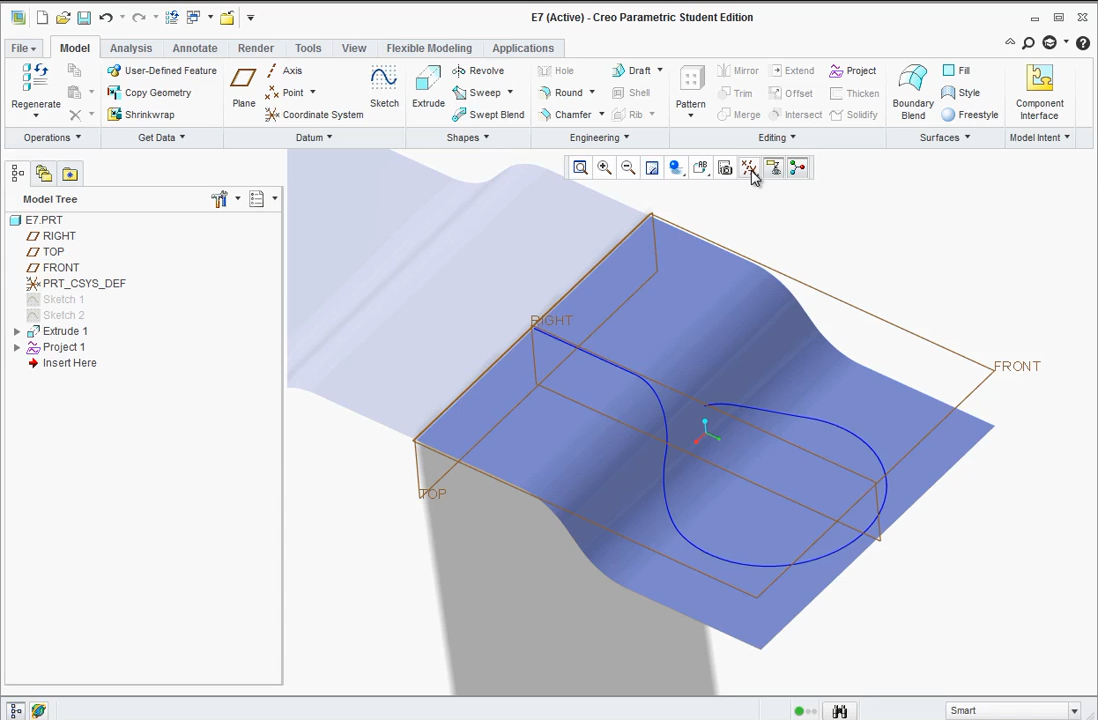 E7 (Active) - Creo Parametric Student Edition
File Model Analysis Annotate Render Tools View Flexible Modeling Applications
Regenerate
User-Defined Feature
Copy Geometry
Shrinkwrap
Plane
Axis
Point
Coordinate System
Sketch
Extrude
Revolve
Sweep
Swept Blend
Hole
Round
Chamfer
Draft
Shell
Rib
Pattern
Mirror
Trim
Merge
Extend
Offset
Intersect
Project
Thicken
Solidify
Boundary
Blend
Fill
Style
Freestyle
Component
Interface
Operations Get Data Datum Shapes Engineering Editing Surfaces Model Intent
Model Tree
E7.PRT
RIGHT
TOP
FRONT
PRT_CSYS_DEF
Sketch 1
Sketch 2
Extrude 1
Project 1
Insert Here
RIGHT
FRONT
TOP
Smart